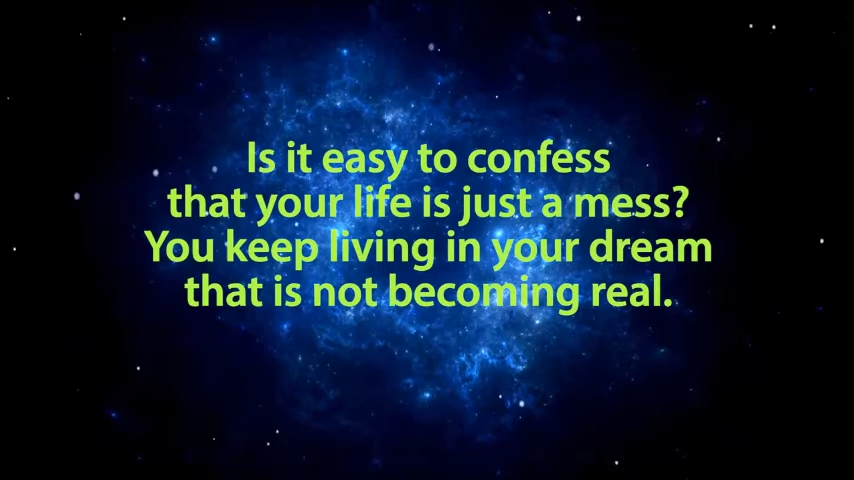 Is it easy to confess
that your life is just a mess?
You keep living in your dream
that is not becoming real.